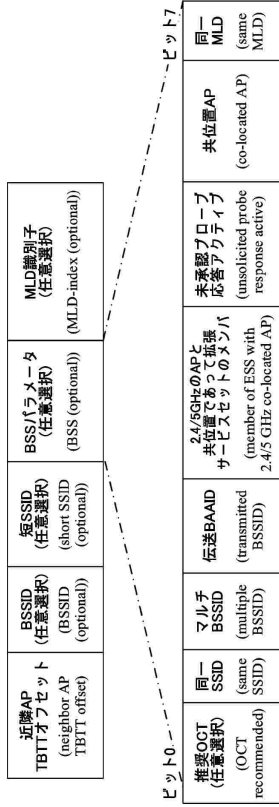 近隣AP
TBTTオフセット
(neighbor AP
TBTT offset)
BSSID
(任意選択)
(BSSID
(optional))
短SSID
(任意選択)
(short SSID
(optional))
BSSパラメータ
(任意選択)
(BSS (optional))
MLD識別子
(任意選択)
(MLD-index (optional))
ビット0
ビット7
推奨OCT
(任意選択)
(OCT
recommended)
同一
SSID
(same
SSID)
マルチ
BSSID
(multiple
BSSID)
伝送BAAID
(transmitted
BSSID)
2.4/5GHzのAPと
共位置であって拡張
サービスセットのメンバ
(member of ESS with
2.4/5 GHz co-located AP)
未承認プローブ
応答アクティブ
(unsolicited probe
response active)
共位置AP
(co-located AP)
同一
MLD
(same
MLD)